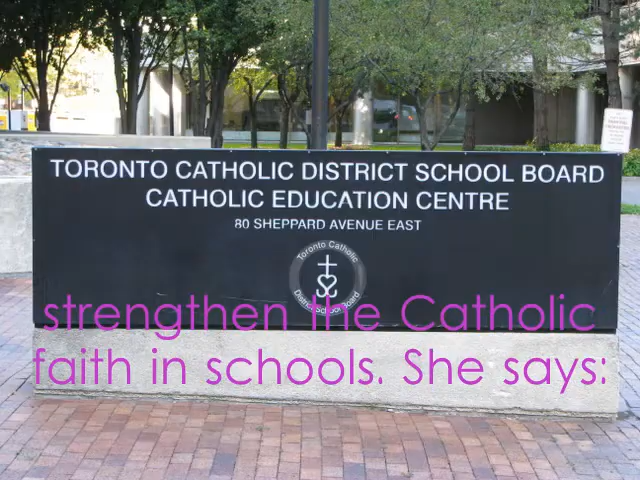 TORONTO CATHOLIC DISTRICT SCHOOL BOARD
CATHOLIC EDUCATION CENTRE
80 SHEPPARD AVENUE EAST
Toronto Catholic
District School Board
strengthen the Catholic
faith in schools. She says: